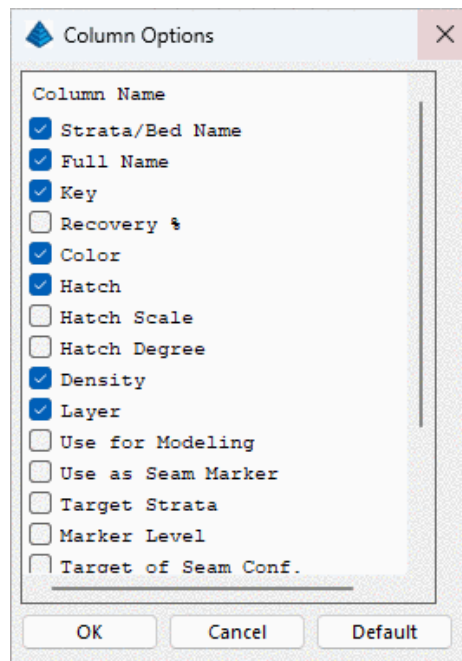 Column Options
Column Name
Strata/Bed Name
Full Name
Key
Recovery %
Color
Hatch
Hatch Scale
Hatch Degree
Density
Layer
Use for Modeling
Use as Seam Marker
Target Strata
Marker Level
Target of Seam Conf.
OK Cancel Default